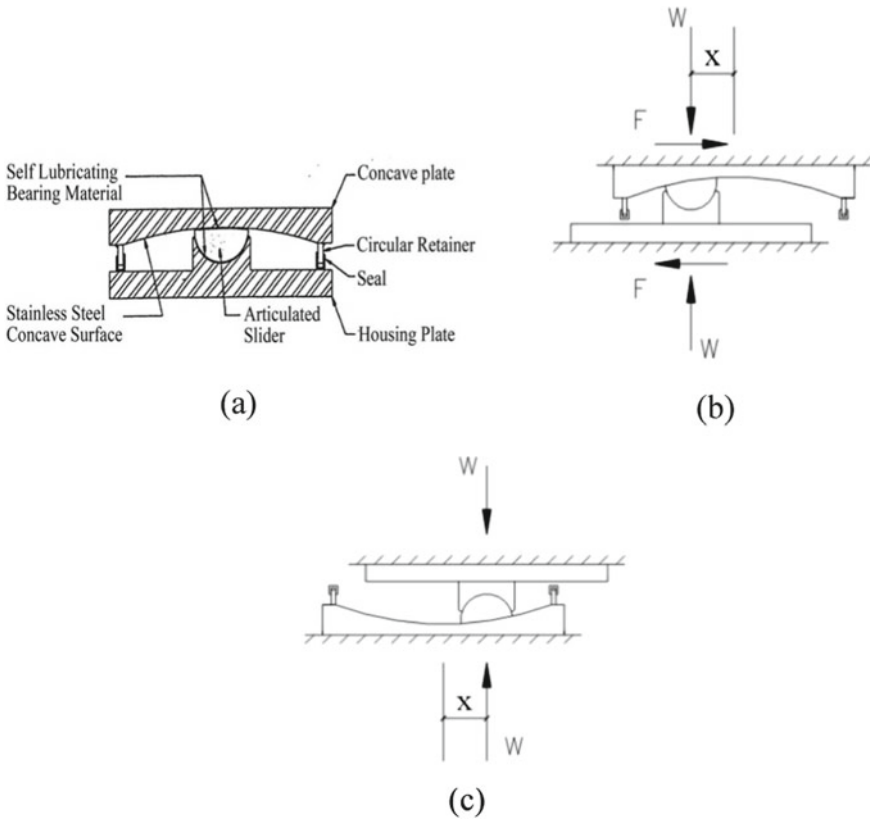 Self Lubricating
Bearing Material
Concave plate
Circular Retainer
Seal
Stainless Steel
Concave Surface
Articulated
Slider
Housing Plate
(a)
W
X
F
F
W
(b)
W
X
W
(c)